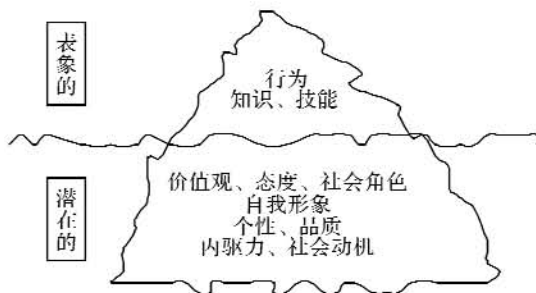 表象的
行为
知识、技能
潜在的
价值观、态度、社会角色
自我形象
个性、品质
内驱力、社会动机